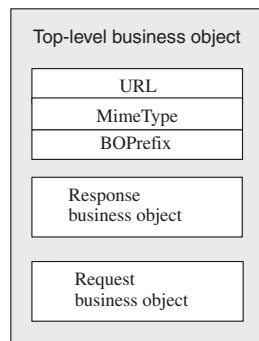 Top-level business object
URL
MimeType
BOPrefix
Response
business object
Request
business object